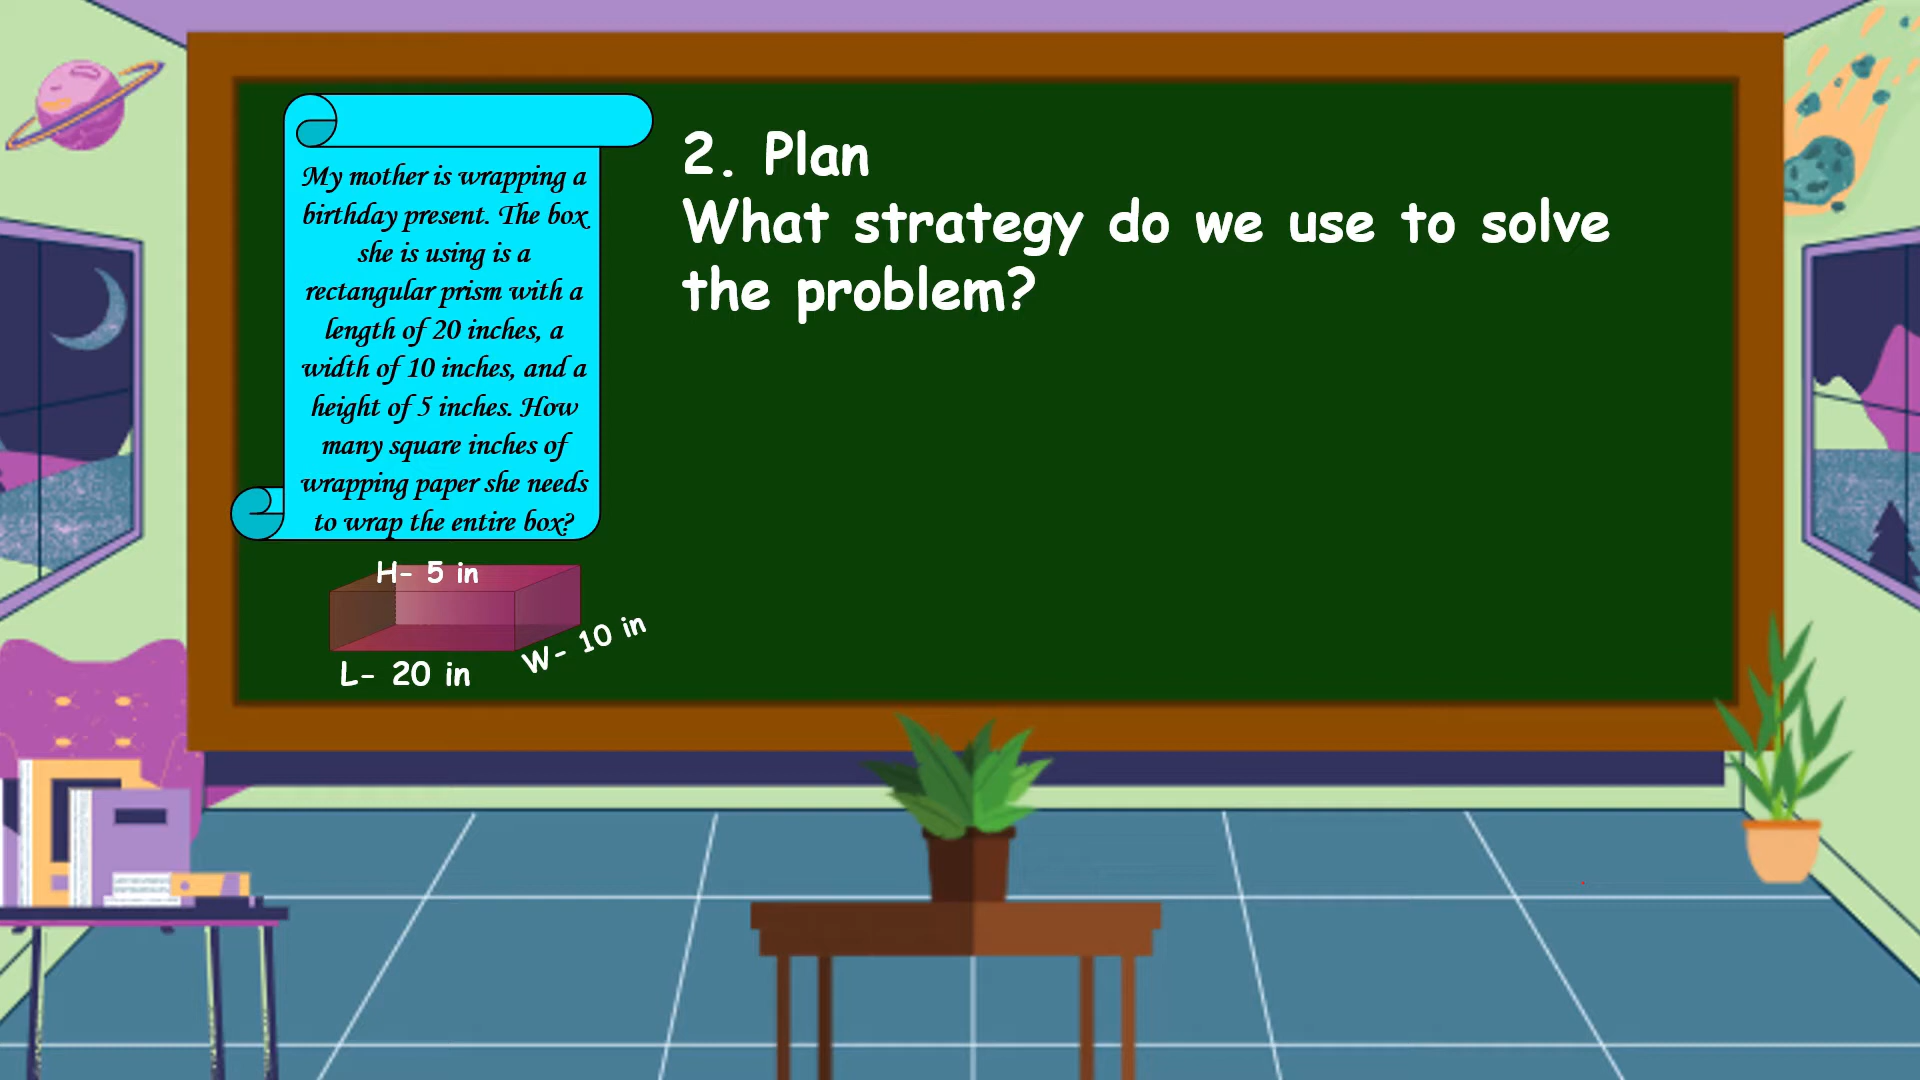 My mother is wrapping a
birthday present. The box
she is using is a
rectangular prism with a
length of 20 inches, a
width of 10 inches, and a
height of 5 inches. How
many square inches of
wrapping paper she needs
to wrap the entire box?
H- 5 in
W- 10 in
L- 20 in
2. Plan
What strategy do we use to solve
the problem?